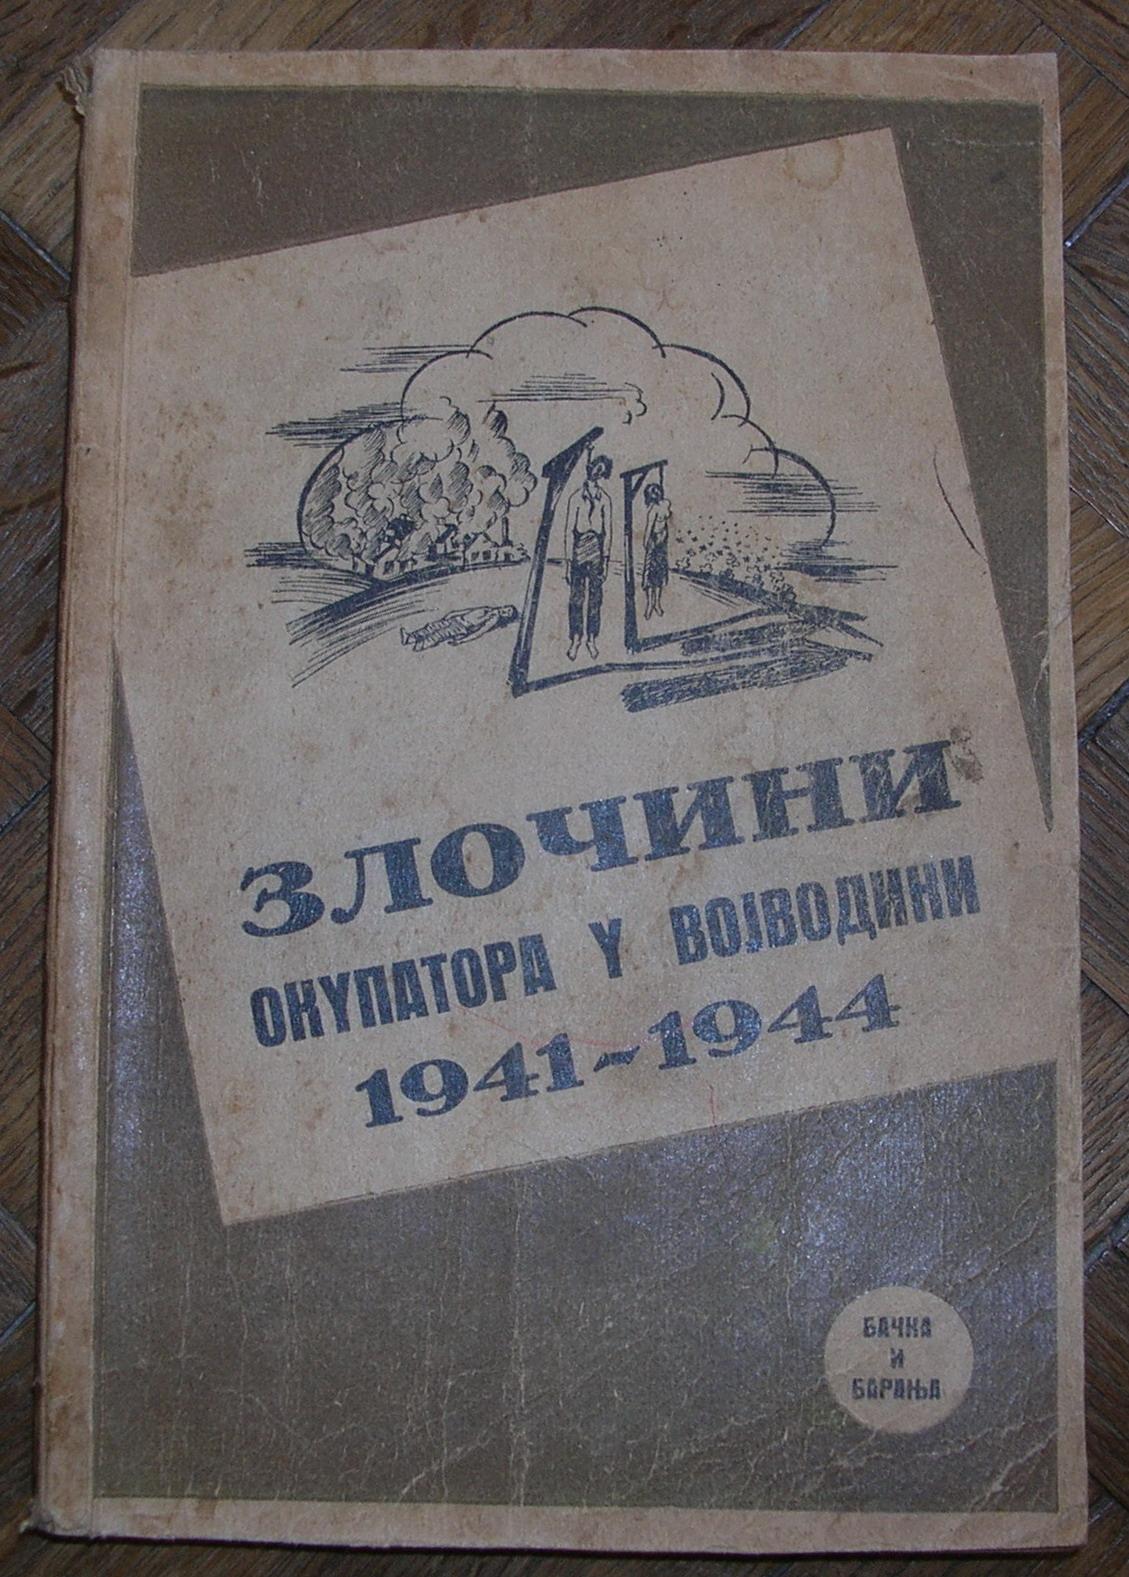 ЗЛОЧИНИ
ОКУПАТОРА У ВОЈВОДИНИ
1941-1944
БАЧКА
И
БАРАЊА